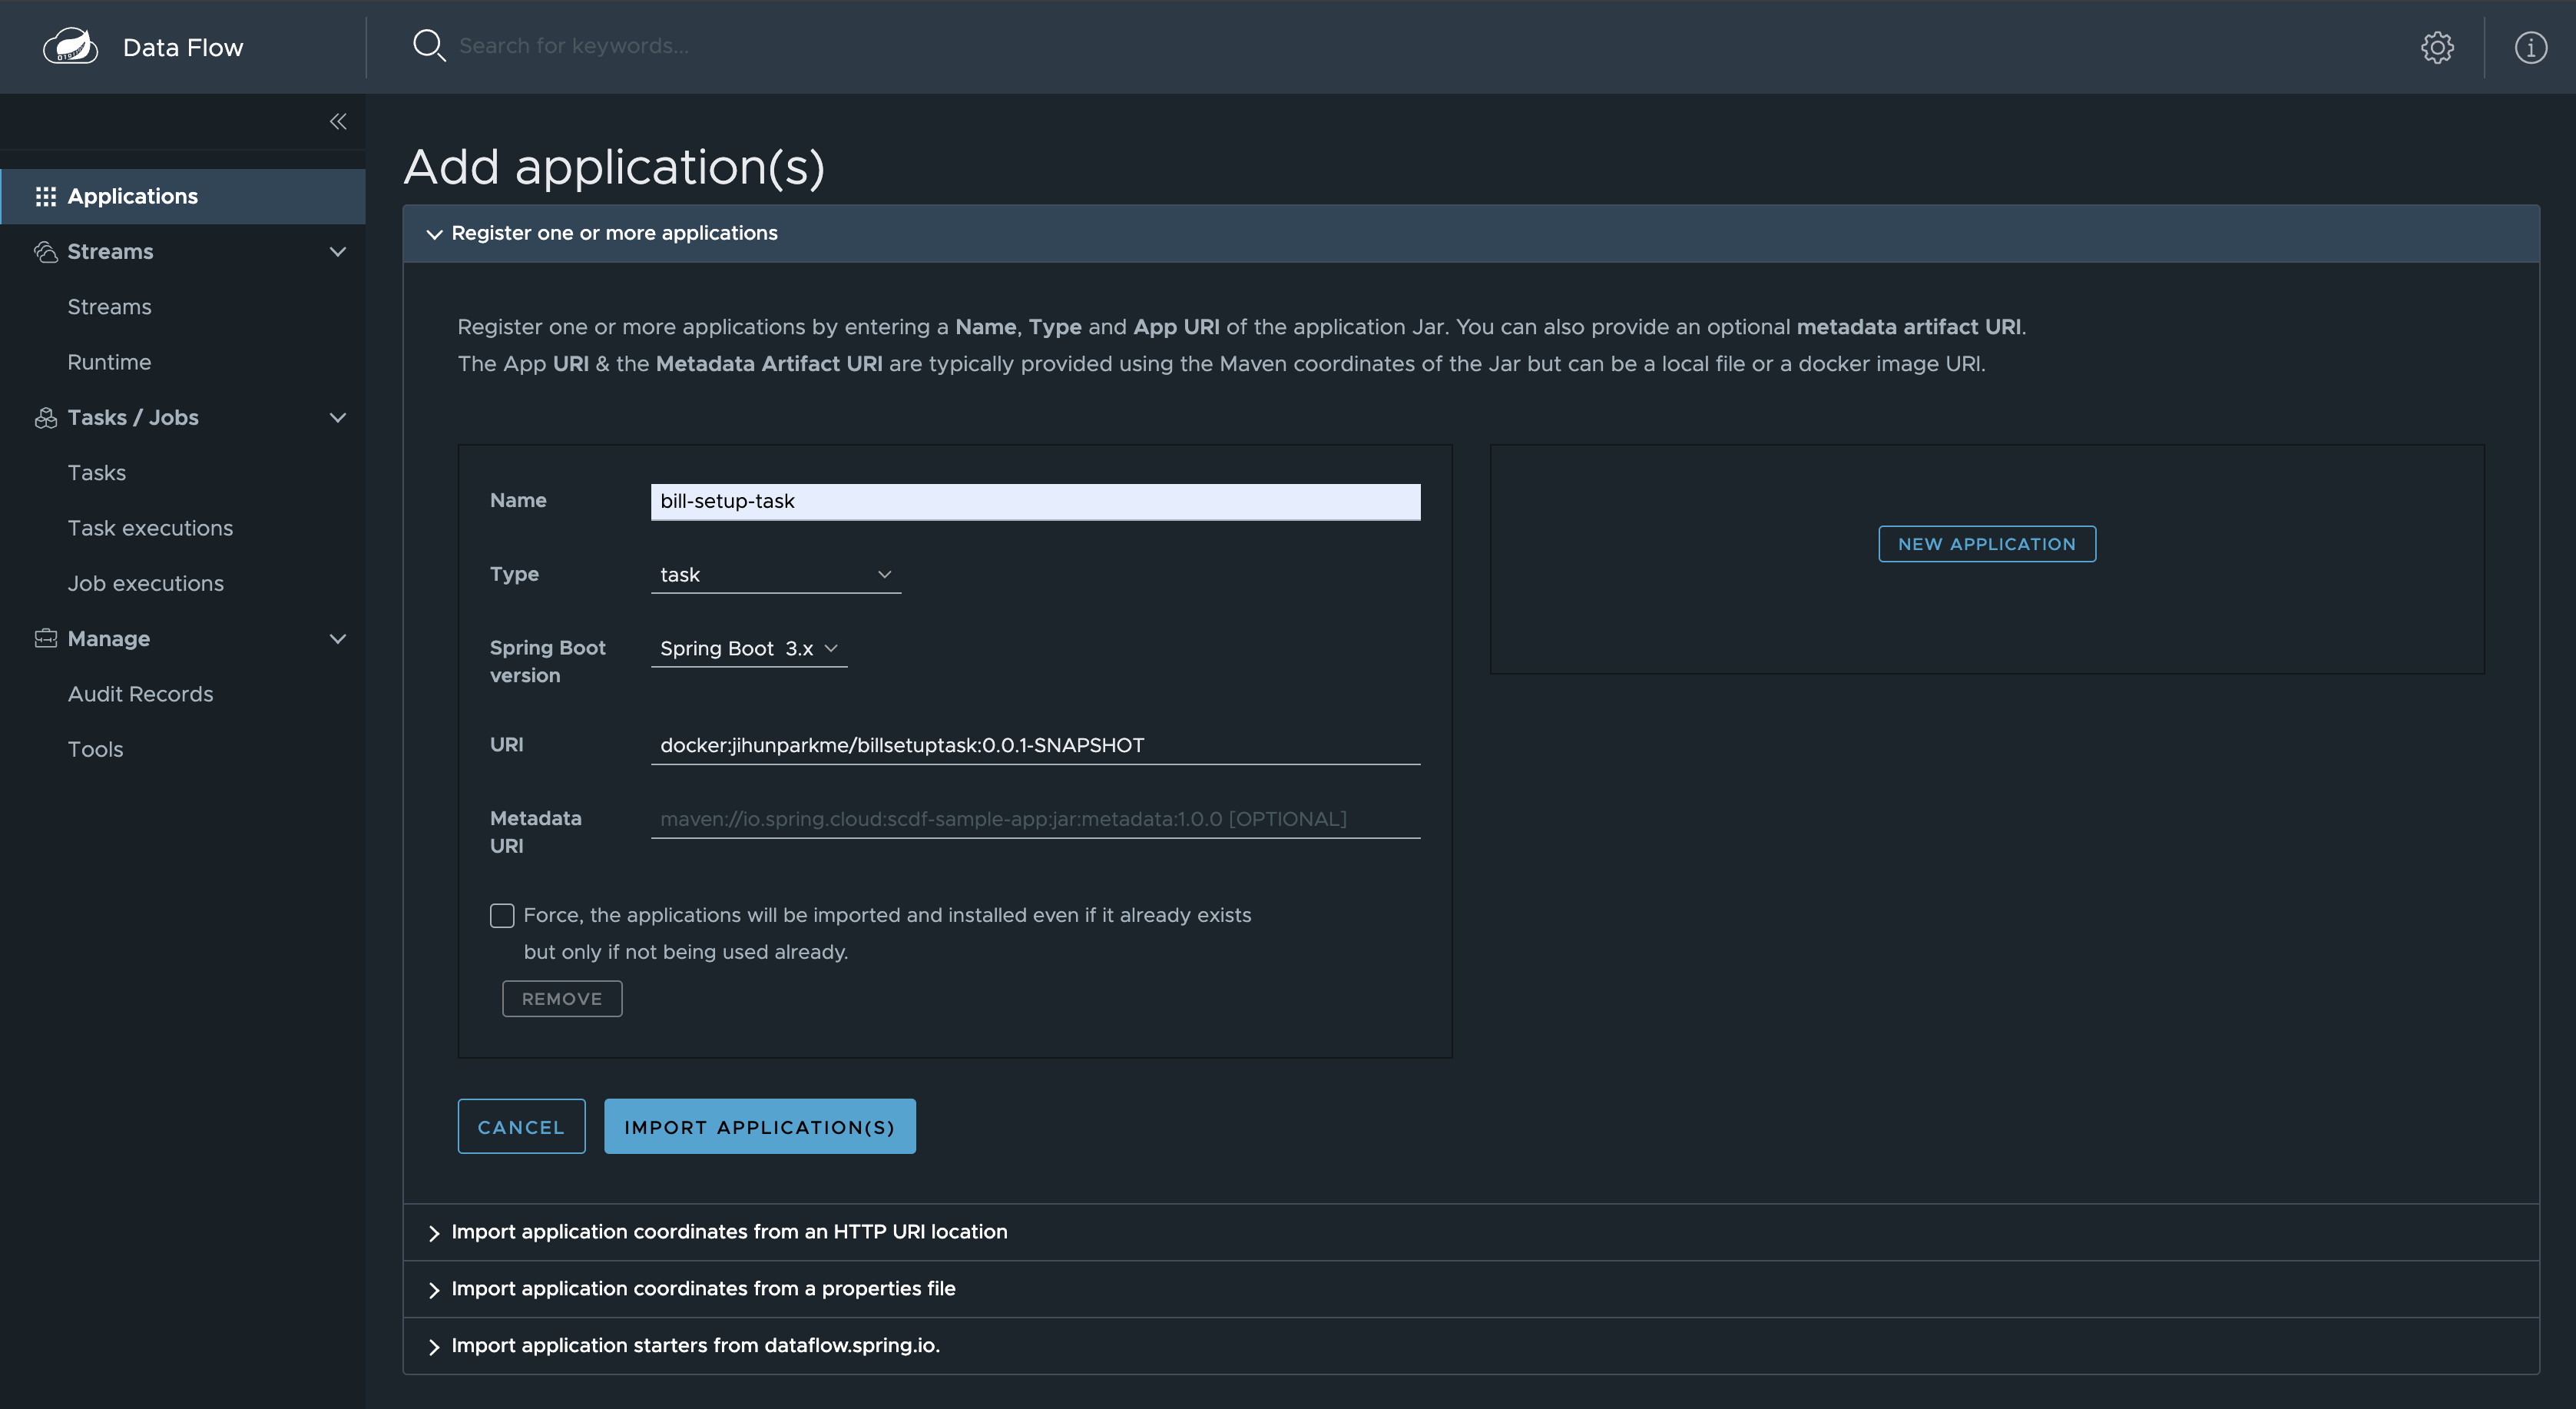 Data Flow
Search for keywords...
Applications
Streams
Streams
Runtime
Tasks / Jobs
Tasks
Task executions
Job executions
Manage
Audit Records
Tools
Add application(s)
Register one or more applications
Register one or more applications by entering a Name, Type and App URI of the application Jar. You can also provide an optional metadata artifact URI.
The App URI & the Metadata Artifact URI are typically provided using the Maven coordinates of the Jar but can be a local file or a docker image URI.
Name
bill-setup-task
Type
task
Spring Boot
version
Spring Boot 3.x
URI
docker:jihunparkme/billsetuptask:0.0.1-SNAPSHOT
Metadata
URI
maven://io.spring.cloud:scdf-sample-app:jar:metadata:1.0.0 [OPTIONAL]
Force, the applications will be imported and installed even if it already exists
but only if not being used already.
REMOVE
NEW APPLICATION
CANCEL
IMPORT APPLICATION(S)
Import application coordinates from an HTTP URI location
Import application coordinates from a properties file
Import application starters from dataflow.spring.io.